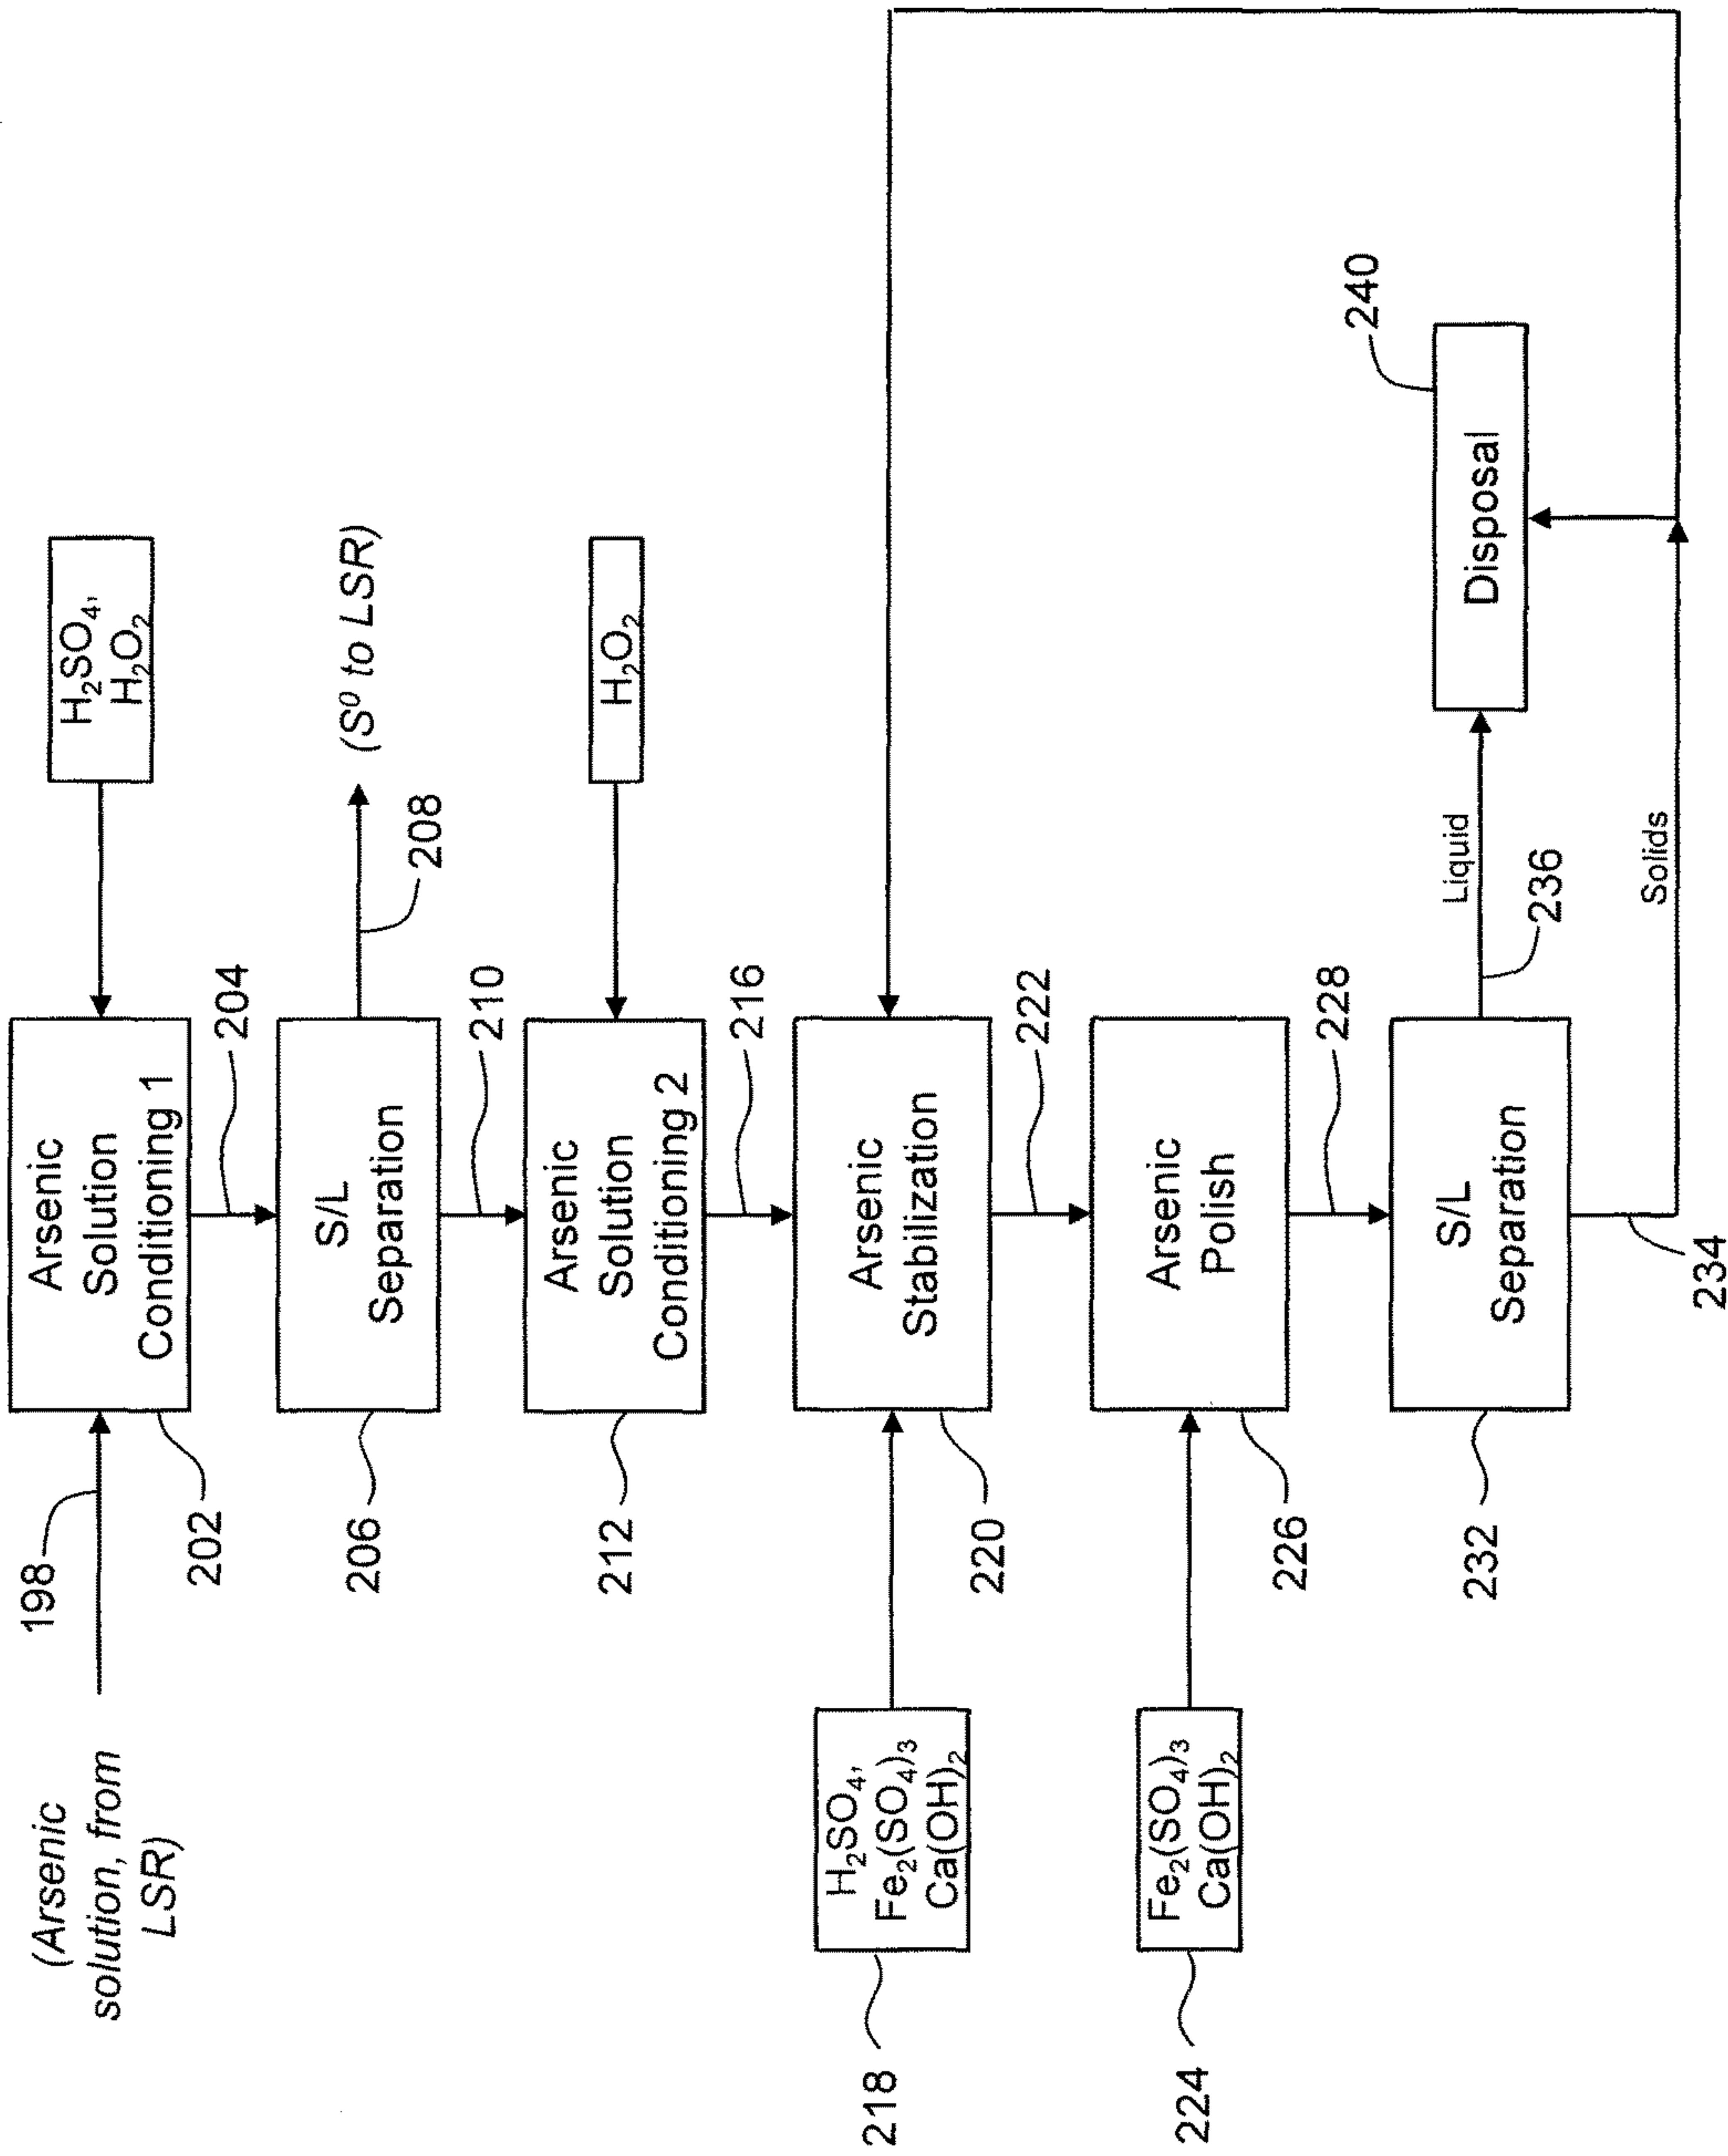 (Arsenic
solution, from
LSR)
198
202
Arsenic
Solution
Conditioning 1
H₂SO₄,
H₂O₂
204
206
S/L
Separation
208
(S⁰ to LSR)
210
212
Arsenic
Solution
Conditioning 2
H₂O₂
216
218
H₂SO₄,
Fe₂(SO₄)₃
Ca(OH)₂
220
Arsenic
Stabilization
222
224
Fe₂(SO₄)₃
Ca(OH)₂
226
Arsenic
Polish
228
232
S/L
Separation
234
236
Liquid
Solids
Disposal
240